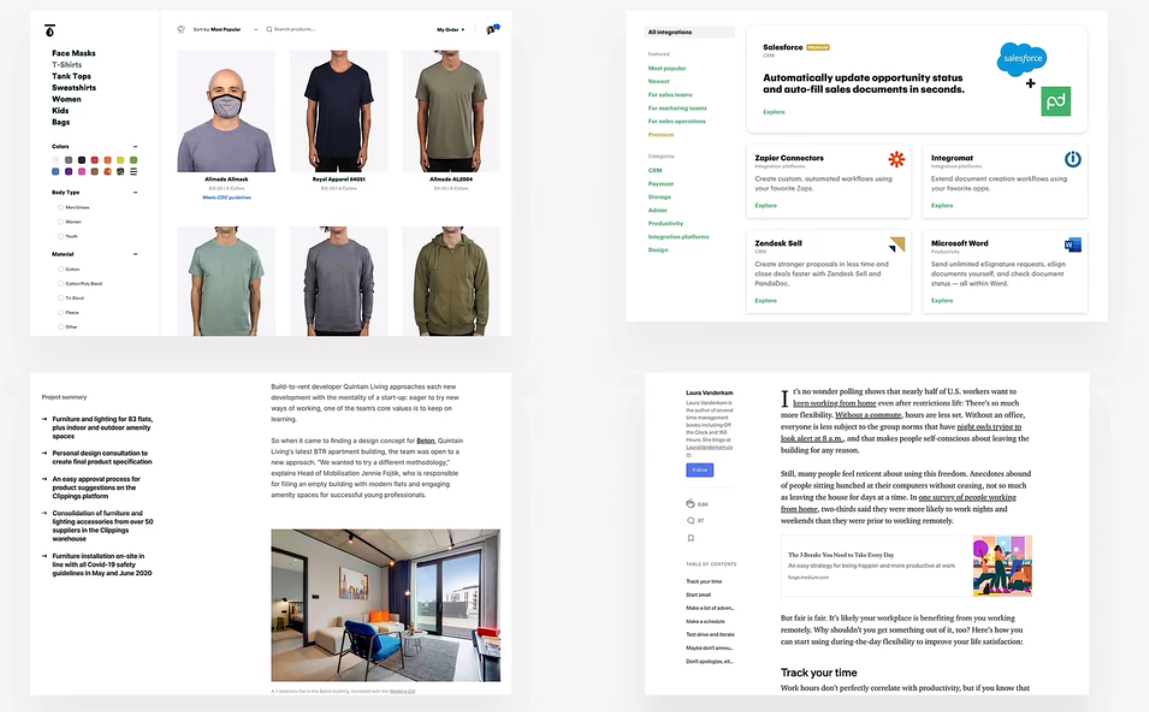 Sort by Most Popular
Search products...
My Order +
Face Masks
T-Shirts
Tank Tops
Sweatshirts
Women
Kids
Bags
Colors
Body Type
Men/Unisex
Women
Youth
Material
Cotton
Cotton/Poly Blend
Tri-Blend
Fleece
Other
Allmade Allmask
Meets CDC guidelines
Royal Apparel 64051
Allmade AL2004
All integrations
Featured
Most popular
Newest
For sales teams
For marketing teams
For sales operations
Premium
Categories
CRM
Payment
Storage
Admin
Productivity
Integration platforms
Design
Salesforce PREMIUM
CRM
Automatically update opportunity status
and auto-fill sales documents in seconds.
Explore
salesforce
+
pd
Zapier Connectors
Integration platforms
Create custom, automated workflows using
your favorite Zaps.
Explore
Integromat
Integration platforms
Extend document creation workflows using
your favorite apps.
Explore
Zendesk Sell
CRM
Create stronger proposals in less time and
close deals faster with Zendesk Sell and
PandaDoc.
Explore
Microsoft Word
Productivity
Send unlimited eSignature requests, eSign
documents yourself, and check document
status — all within Word.
Explore
Project summary
→ Furniture and lighting for 83 flats,
plus indoor and outdoor amenity
spaces
→ Personal design consultation to
create final product specification
→ An easy approval process for
product suggestions on the
Clippings platform
→ Consolidation of furniture and
lighting accessories from over 50
suppliers in the Clippings
warehouse
→ Furniture installation on-site in
line with all Covid-19 safety
guidelines in May and June 2020
Build-to-rent developer Quintain Living approaches each new
development with the mentality of a start-up: eager to try new
ways of working, one of the team's core values is to keep on
learning.
So when it came to finding a design concept for Beton, Quintain
Living's latest BTR apartment building, the team was open to a
new approach. "We wanted to try a different methodology,"
explains Head of Mobilisation Jennie Fojtik, who is responsible
for filling an empty building with modern flats and engaging
amenity spaces for successful young professionals.
A 1-bedroom flat in the Beton building, furnished with the
Laura Vanderkam
Laura Vanderkam is
the author of several
time management
books including Off
the Clock and 168
Hours. She blogs at
LauraVanderkam.co
m.
Follow
8.6K
97
TABLE OF CONTENTS
Track your time
Start small
Make a list of adven...
Make a schedule
Test drive and iterate
Maybe don't annou...
Don't apologize, eit...
It's no wonder polling shows that nearly half of U.S. workers want to
keep working from home even after restrictions lift: There's so much
more flexibility. Without a commute, hours are less set. Without an office,
everyone is less subject to the group norms that have night owls trying to
look alert at 8 a.m., and that makes people self-conscious about leaving the
building for any reason.
Still, many people feel reticent about using this freedom. Anecdotes abound
of people sitting hunched at their computers without ceasing, not so much
as leaving the house for days at a time. In one survey of people working
from home, two-thirds said they were more likely to work nights and
weekends than they were prior to working remotely.
The 3 Breaks You Need to Take Every Day
An easy strategy for being happier and more productive at work
forge.medium.com
But fair is fair. It's likely your workplace is benefiting from you working
remotely. Why shouldn't you get something out of it, too? Here's how you
can start using during-the-day flexibility to improve your life satisfaction:
Track your time
Work hours don't perfectly correlate with productivity, but if you know that